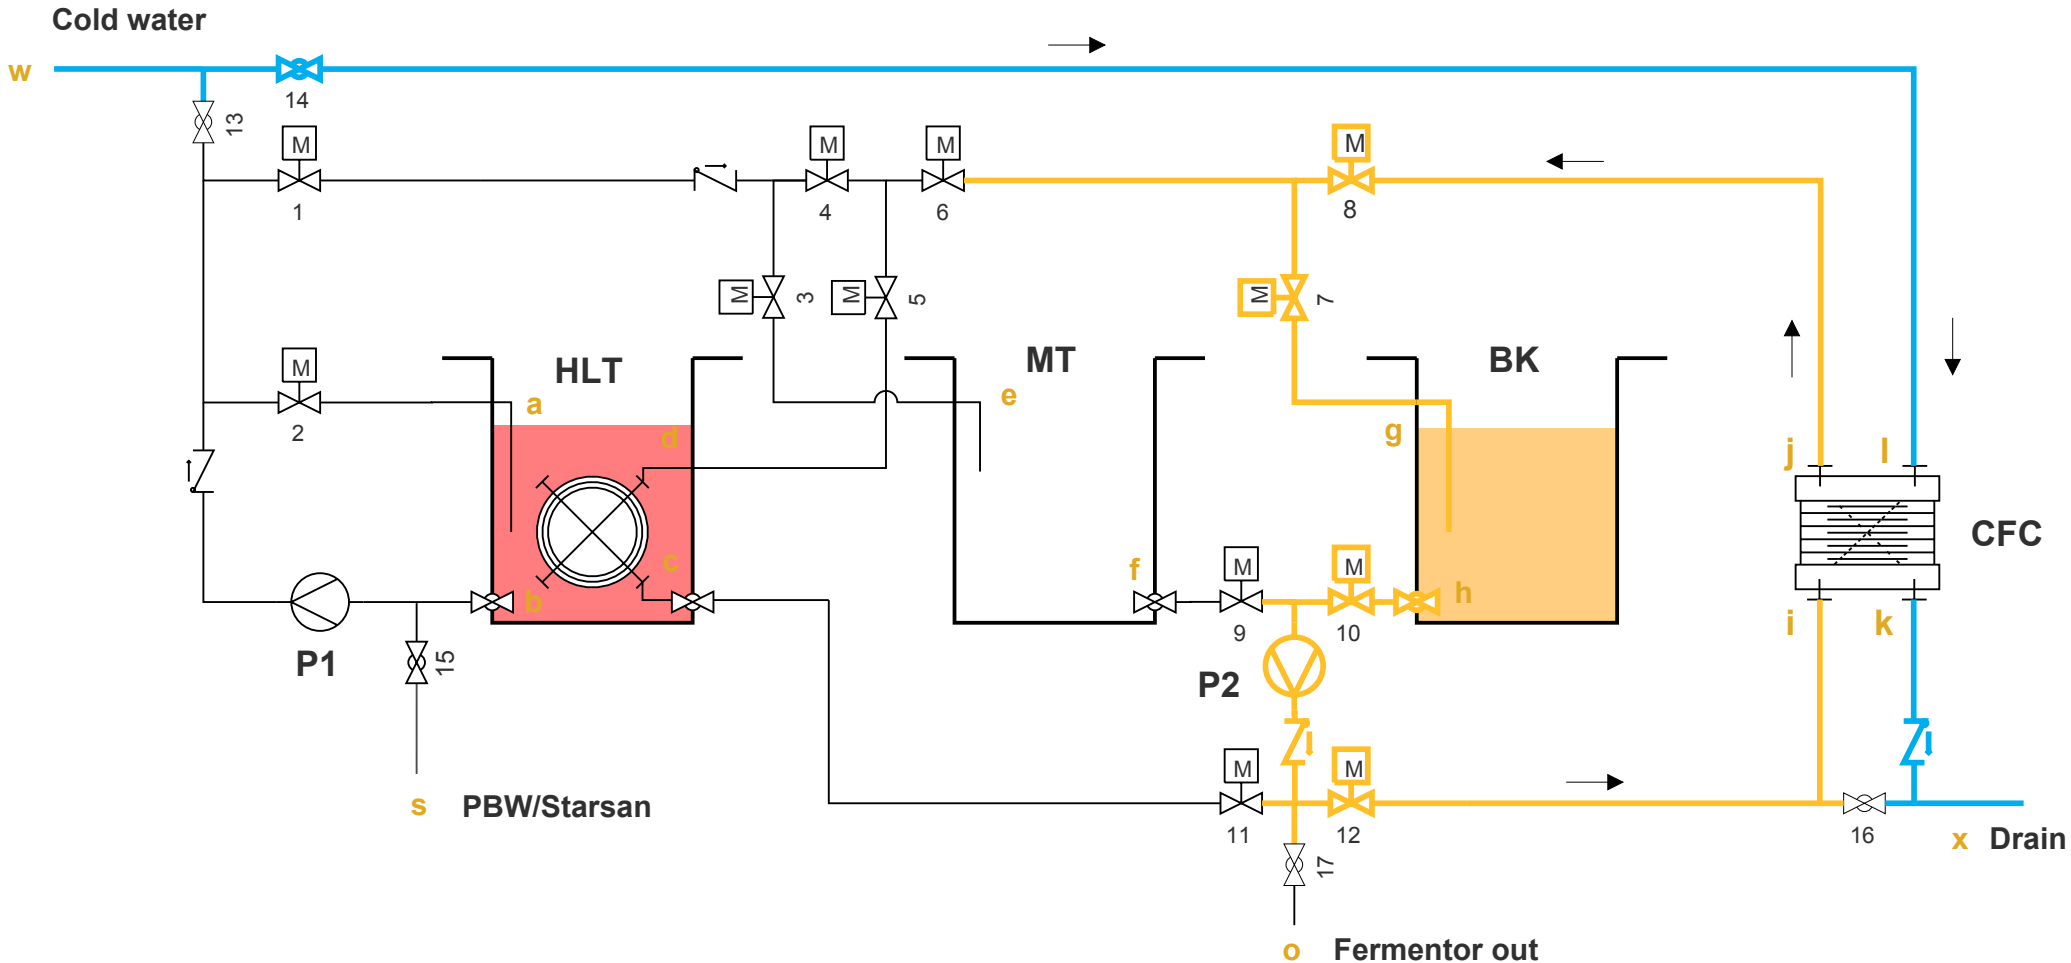 Cold water
w
14
13
M
M
M
M
1
4
6
8
M
3
M
5
M
7
M
2
HLT
MT
BK
a
d
e
g
j
l
c
b
f
h
CFC
M
M
9
10
i
k
P1
15
P2
s
PBW/Starsan
M
M
11
12
16
17
x
Drain
o
Fermentor out